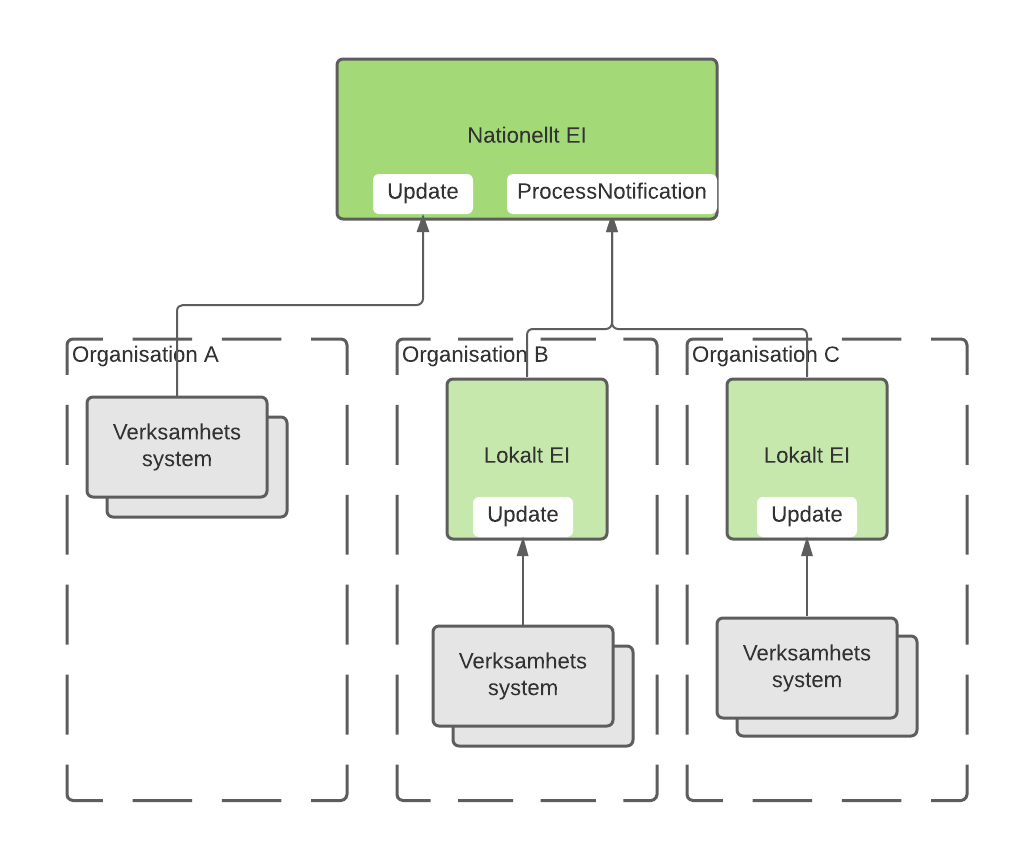 Nationellt EI
Update
ProcessNotification
Organisation A
Organisation B
Organisation C
Verksamhets
system
Lokalt EI
Update
Lokalt EI
Update
Verksamhets
system
Verksamhets
system